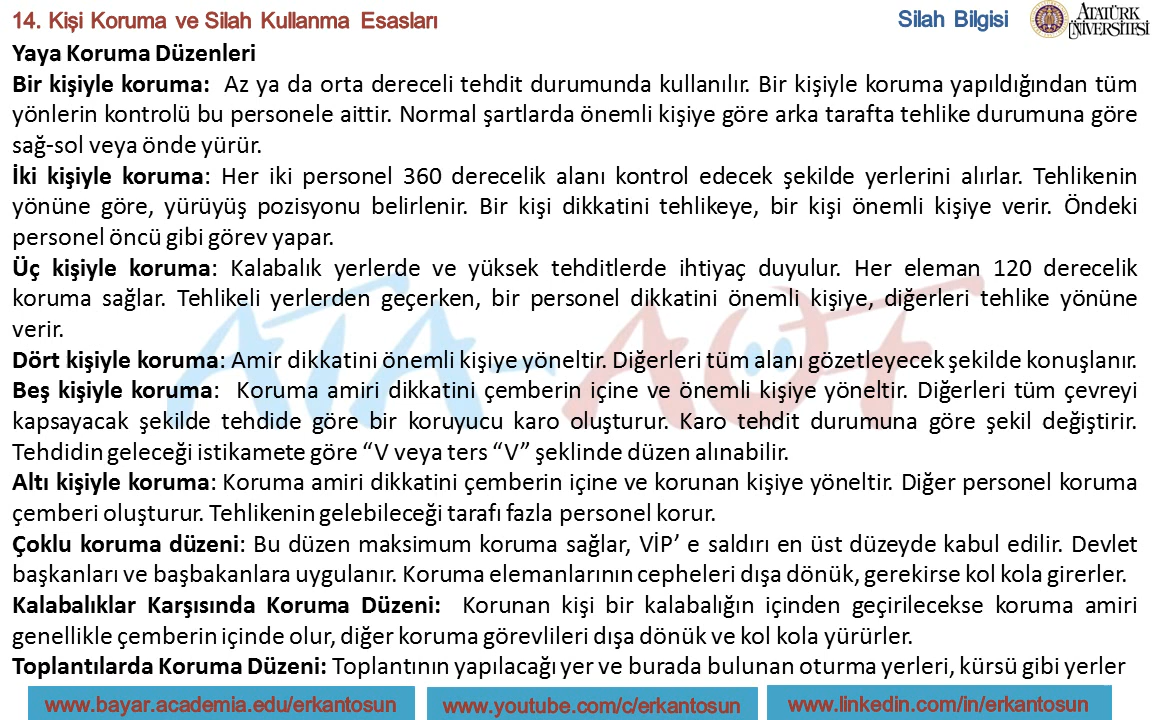 14. Kişi Koruma ve Silah Kullanma Esasları
Silah Bilgisi
ATATÜRK
ÜNİVERSİTESİ
Yaya Koruma Düzenleri
Bir kişiyle koruma: Az ya da orta dereceli tehdit durumunda kullanılır. Bir kişiyle koruma yapıldığından tüm
yönlerin kontrolü bu personele aittir. Normal şartlarda önemli kişiye göre arka tarafta tehlike durumuna göre
sağ-sol veya önde yürür.
İki kişiyle koruma: Her iki personel 360 derecelik alanı kontrol edecek şekilde yerlerini alırlar. Tehlikenin
yönüne göre, yürüyüş pozisyonu belirlenir. Bir kişi dikkatini tehlikeye, bir kişi önemli kişiye verir. Öndeki
personel öncü gibi görev yapar.
Üç kişiyle koruma: Kalabalık yerlerde ve yüksek tehditlerde ihtiyaç duyulur. Her eleman 120 derecelik
koruma sağlar. Tehlikeli yerlerden geçerken, bir personel dikkatini önemli kişiye, diğerleri tehlike yönüne
verir.
Dört kişiyle koruma: Amir dikkatini önemli kişiye yöneltir. Diğerleri tüm alanı gözetleyecek şekilde konuşlanır.
Beş kişiyle koruma: Koruma amiri dikkatini çemberin içine ve önemli kişiye yöneltir. Diğerleri tüm çevreyi
kapsayacak şekilde tehdide göre bir koruyucu karo oluşturur. Karo tehdit durumuna göre şekil değiştirir.
Tehdidin geleceği istikamete göre “V veya ters “V” şeklinde düzen alınabilir.
Altı kişiyle koruma: Koruma amiri dikkatini çemberin içine ve korunan kişiye yöneltir. Diğer personel koruma
çemberi oluşturur. Tehlikenin gelebileceği tarafı fazla personel korur.
Çoklu koruma düzeni: Bu düzen maksimum koruma sağlar, VİP’ e saldırı en üst düzeyde kabul edilir. Devlet
başkanları ve başbakanlara uygulanır. Koruma elemanlarının cepheleri dışa dönük, gerekirse kol kola girerler.
Kalabalıklar Karşısında Koruma Düzeni: Korunan kişi bir kalabalığın içinden geçirilecekse koruma amiri
genellikle çemberin içinde olur, diğer koruma görevlileri dışa dönük ve kol kola yürürler.
Toplantılarda Koruma Düzeni: Toplantının yapılacağı yer ve burada bulunan oturma yerleri, kürsü gibi yerler
ATA-AÖF
www.bayar.academia.edu/erkantosun
www.youtube.com/c/erkantosun
www.linkedin.com/in/erkantosun